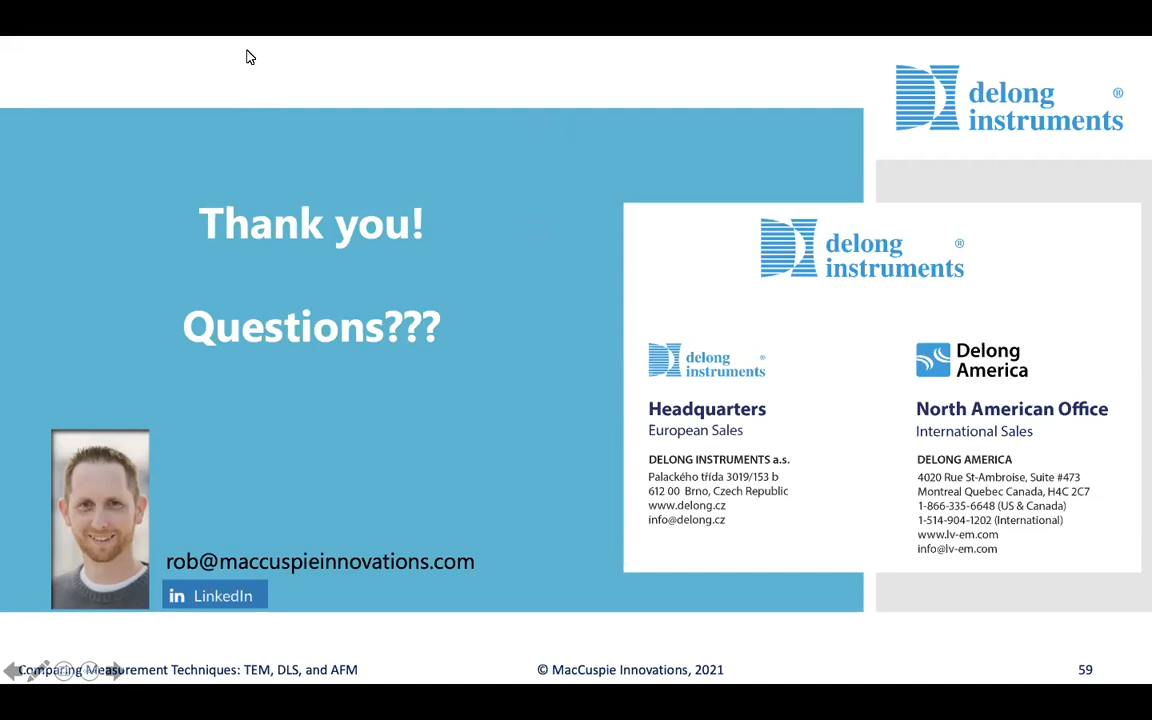 delong ®
instruments
Thank you!
Questions???
rob@maccuspieinnovations.com
in LinkedIn
delong ®
instruments
delong ®
instruments
Headquarters
European Sales
DELONG INSTRUMENTS a.s.
Palackého třída 3019/153 b
612 00 Brno, Czech Republic
www.delong.cz
info@delong.cz
Delong
America
North American Office
International Sales
DELONG AMERICA
4020 Rue St-Ambroise, Suite #473
Montreal Quebec Canada, H4C 2C7
1-866-335-6648 (US & Canada)
1-514-904-1202 (International)
www.lv-em.com
info@lv-em.com
Comparing Measurement Techniques: TEM, DLS, and AFM
© MacCuspie Innovations, 2021
59